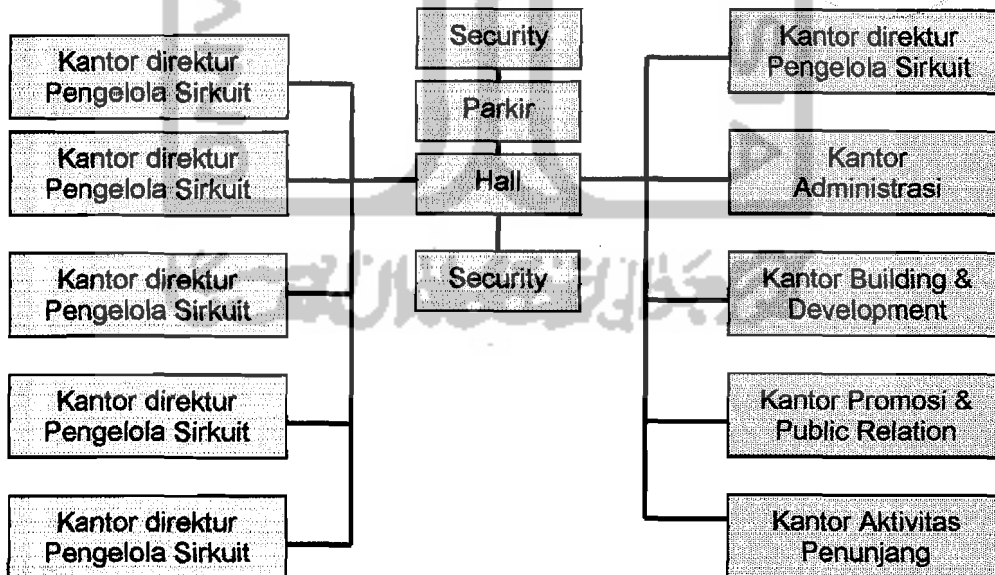 Kantor direktur
Pengelola Sirkuit
Kantor direktur
Pengelola Sirkuit
Kantor direktur
Pengelola Sirkuit
Kantor direktur
Pengelola Sirkuit
Kantor direktur
Pengelola Sirkuit
Security
Parkir
Hall
Security
Kantor direktur
Pengelola Sirkuit
Kantor
Administrasi
Kantor Building &
Development
Kantor Promosi &
Public Relation
Kantor Aktivitas
Penunjang